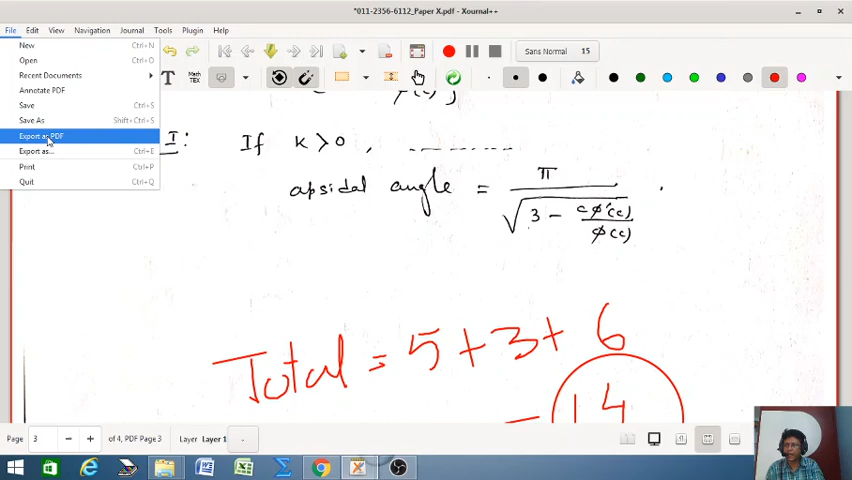 *011-2356-6112_Paper X.pdf - Xournal++
File Edit View Navigation Journal Tools Plugin Help
New Ctrl+N
Open Ctrl+O
Recent Documents
Annotate PDF
Save Ctrl+S
Save As Shift+Ctrl+S
Export as PDF
Export as... Ctrl+E
Print Ctrl+P
Quit Ctrl+Q
T Math TEX Sans Normal 15
I: If K > 0, ...........
apsidal angle = π / √(3 - cϕ'(c)/ϕ(c)) .
Total = 5 + 3 + 6
= 14
Page 3 of 4, PDF Page 3 Layer Layer 1